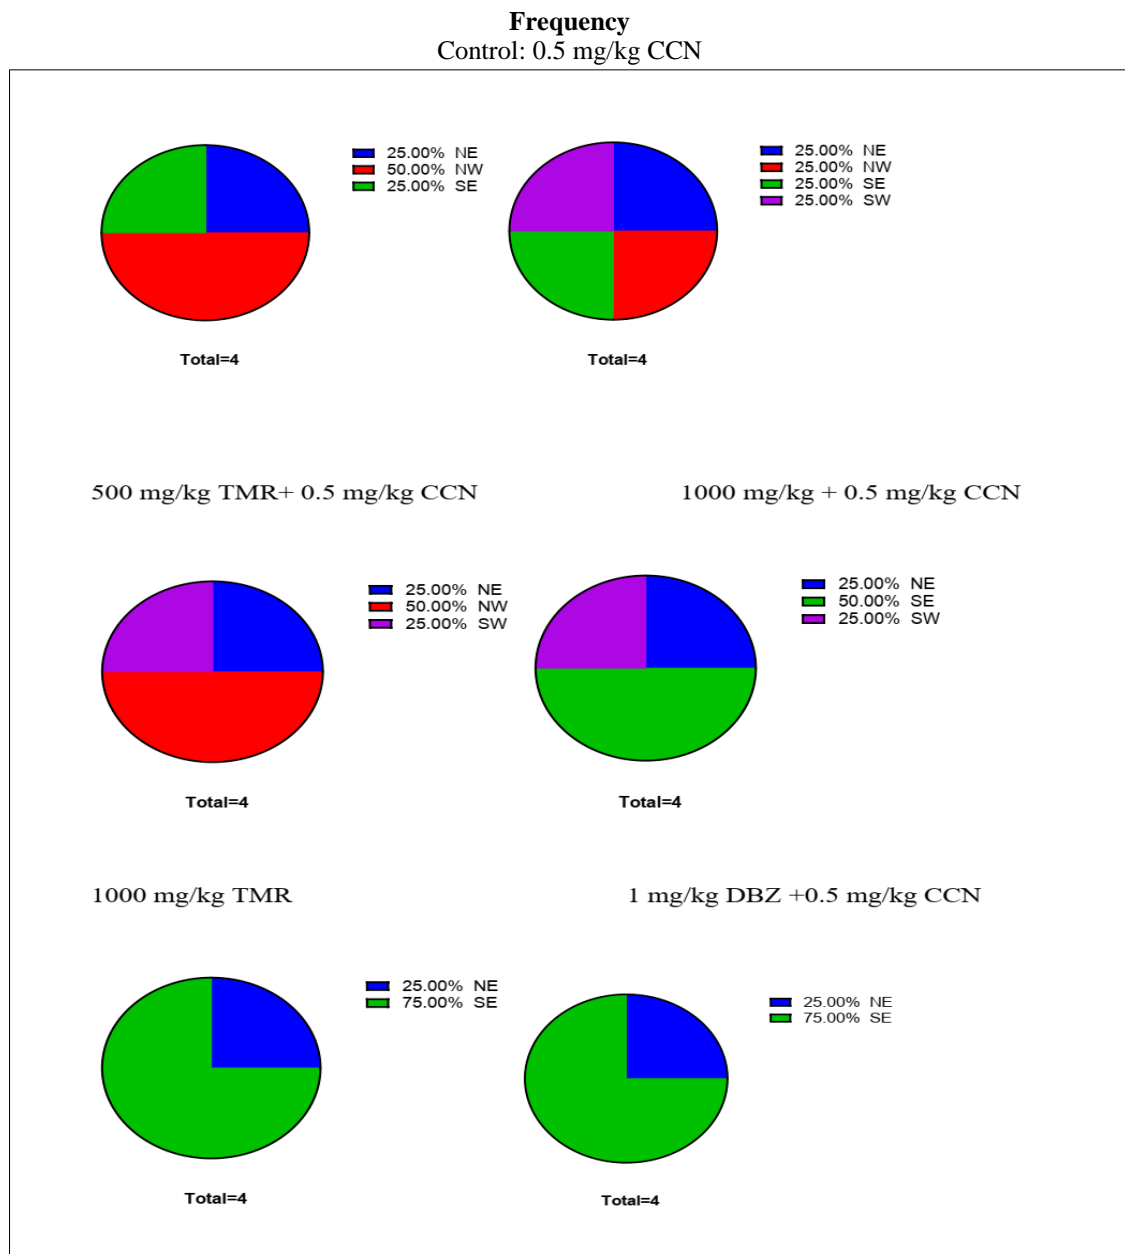 Frequency
Control: 0.5 mg/kg CCN
25.00% NE
50.00% NW
25.00% SE
Total=4
25.00% NE
25.00% NW
25.00% SE
25.00% SW
Total=4
500 mg/kg TMR+ 0.5 mg/kg CCN
1000 mg/kg + 0.5 mg/kg CCN
25.00% NE
50.00% NW
25.00% SW
Total=4
25.00% NE
50.00% SE
25.00% SW
Total=4
1000 mg/kg TMR
1 mg/kg DBZ +0.5 mg/kg CCN
25.00% NE
75.00% SE
Total=4
25.00% NE
75.00% SE
Total=4